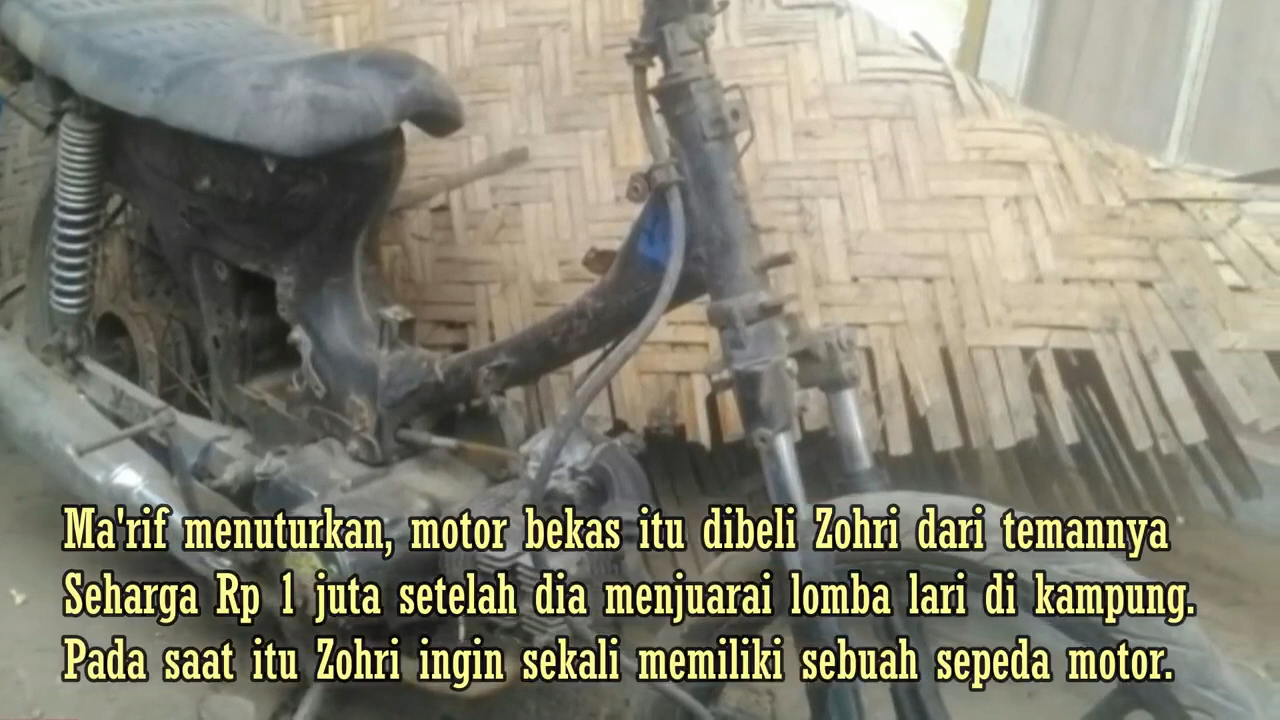 Ma'rif menuturkan, motor bekas itu dibeli Zohri dari temannya
Seharga Rp 1 juta setelah dia menjuarai lomba lari di kampung.
Pada saat itu Zohri ingin sekali memiliki sebuah sepeda motor.